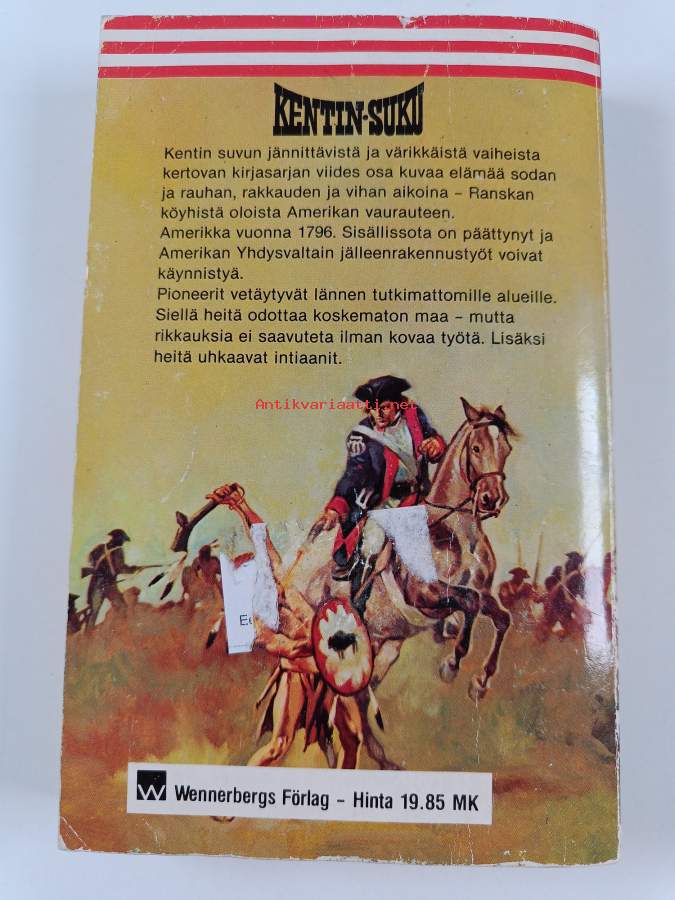 KENTIN-SUKU
Kentin suvun jännittävistä ja värikkäistä vaiheista
kertovan kirjasarjan viides osa kuvaa elämää sodan
ja rauhan, rakkauden ja vihan aikoina – Ranskan
köyhistä oloista Amerikan vaurauteen.
Amerikka vuonna 1796. Sisällissota on päättynyt ja
Amerikan Yhdysvaltain jälleenrakennustyöt voivat
käynnistyä.
Pioneerit vetäytyvät lännen tutkimattomille alueille.
Siellä heitä odottaa koskematon maa – mutta
rikkauksia ei saavuteta ilman kovaa työtä. Lisäksi
heitä uhkaavat intiaanit.
Antikvariaatti.net
W Wennerbergs Förlag – Hinta 19.85 MK